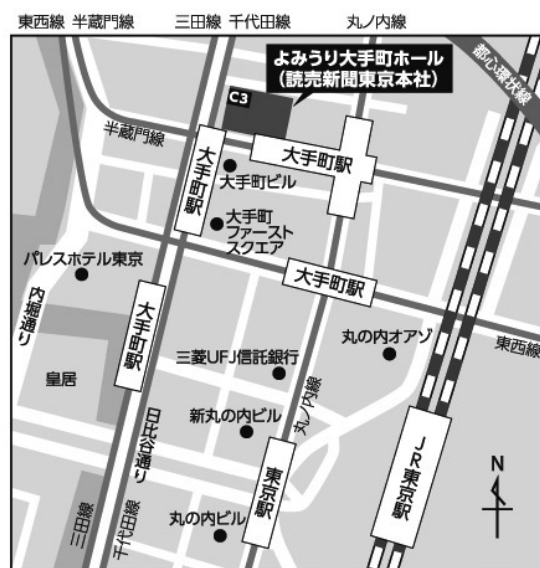 東西線 半蔵門線 三田線 千代田線 丸ノ内線
よみうり大手町ホール
（読売新聞東京本社）
C3
都心環状線
半蔵門線
大手町駅
大手町駅
大手町ビル
大手町
ファースト
スクエア
パレスホテル東京
大手町駅
内堀通り
大手町駅
東西線
丸の内オアゾ
三菱UFJ信託銀行
皇居
丸ノ内線
新丸の内ビル
日比谷通り
東京駅
JR東京駅
N
丸の内ビル
三田線
千代田線